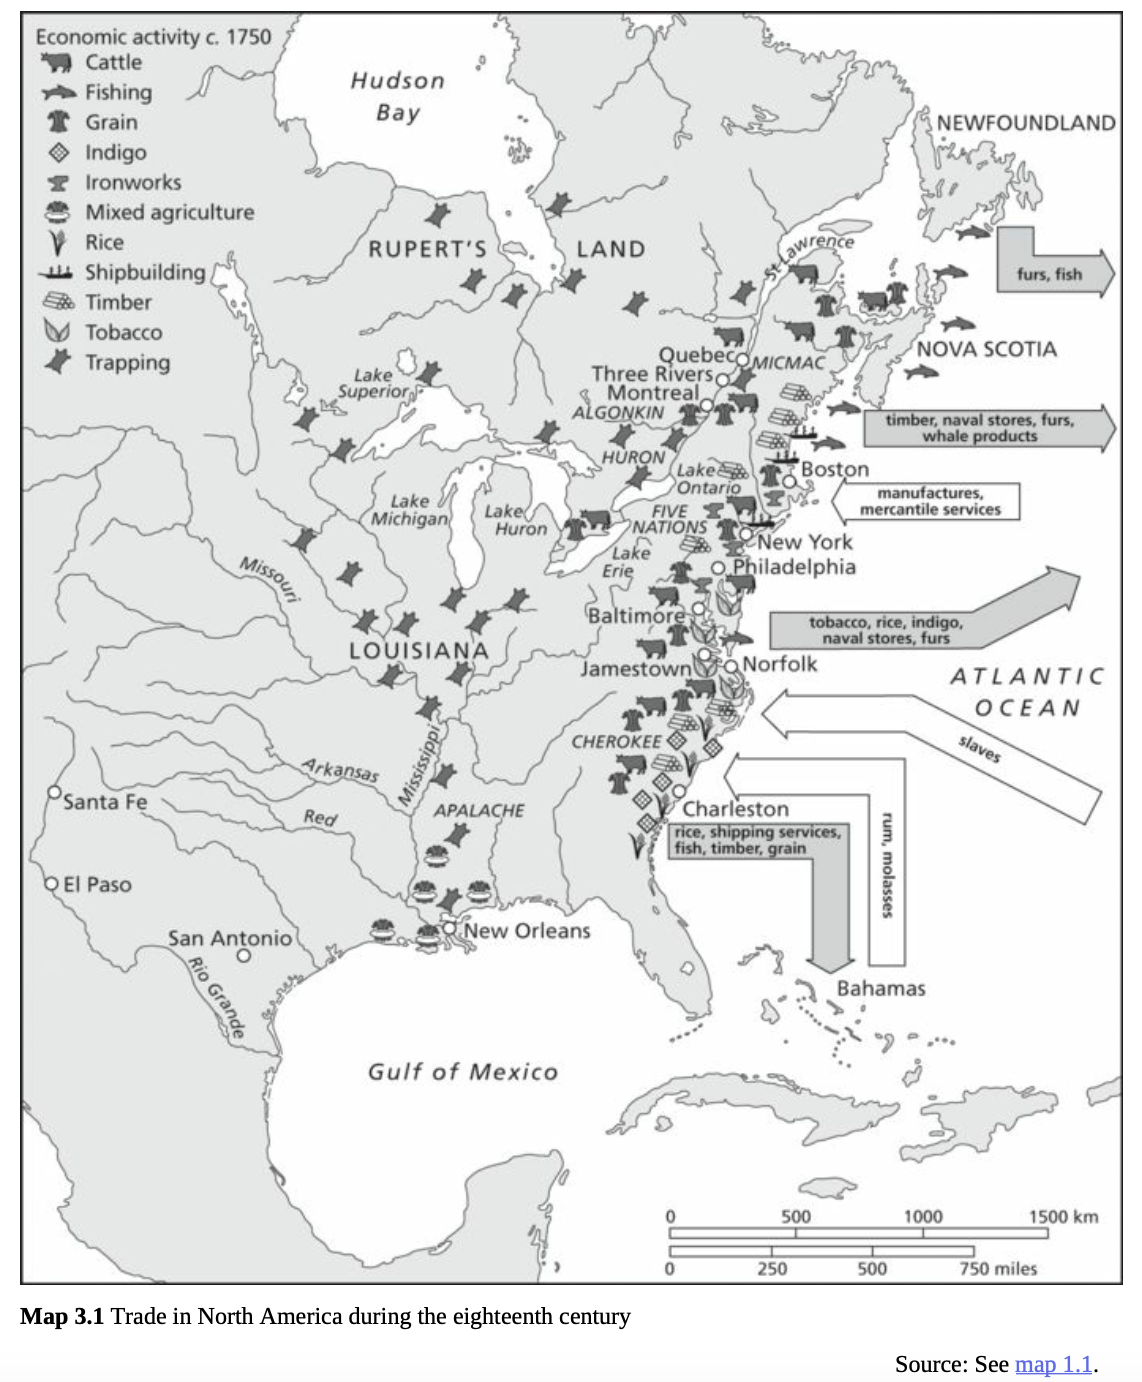 Economic activity c. 1750
Cattle
Fishing
Grain
Indigo
Ironworks
Mixed agriculture
Rice
Shipbuilding
Timber
Tobacco
Trapping
Hudson
Bay
NEWFOUNDLAND
RUPERT'S LAND
St Lawrence
furs, fish
NOVA SCOTIA
Quebec
MICMAC
Three Rivers
Montreal
Lake
Superior
ALGONKIN
timber, naval stores, furs,
whale products
HURON
Boston
Lake
Ontario
manufactures,
mercantile services
Lake
Michigan
Lake
Huron
FIVE
NATIONS
New York
Lake
Erie
Philadelphia
Missouri
Baltimore
tobacco, rice, indigo,
naval stores, furs
LOUISIANA
Jamestown
Norfolk
ATLANTIC
OCEAN
slaves
CHEROKEE
Arkansas
Mississippi
Santa Fe
Red
APALACHE
Charleston
rice, shipping services,
fish, timber, grain
rum, molasses
El Paso
San Antonio
New Orleans
Rio Grande
Bahamas
Gulf of Mexico
0 500 1000 1500 km
0 250 500 750 miles
Map 3.1 Trade in North America during the eighteenth century
Source: See map 1.1.